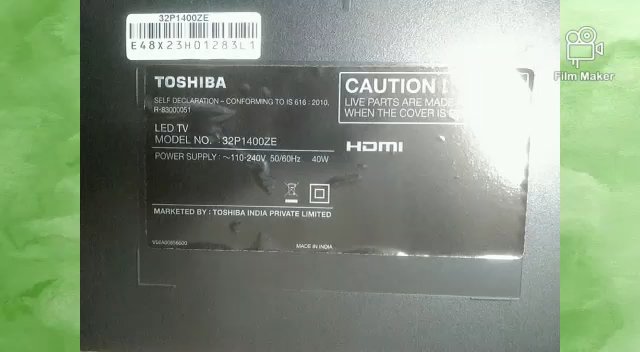 32P1400ZE
E48X23H01283L1
TOSHIBA
SELF DECLARATION – CONFORMING TO IS 616 : 2010,
R-83000051
LED TV
MODEL NO. : 32P1400ZE
POWER SUPPLY : ~110-240V, 50/60Hz 40W
MARKETED BY : TOSHIBA INDIA PRIVATE LIMITED
MADE IN INDIA
CAUTION
LIVE PARTS ARE MADE
WHEN THE COVER IS
HDMI
Film Maker